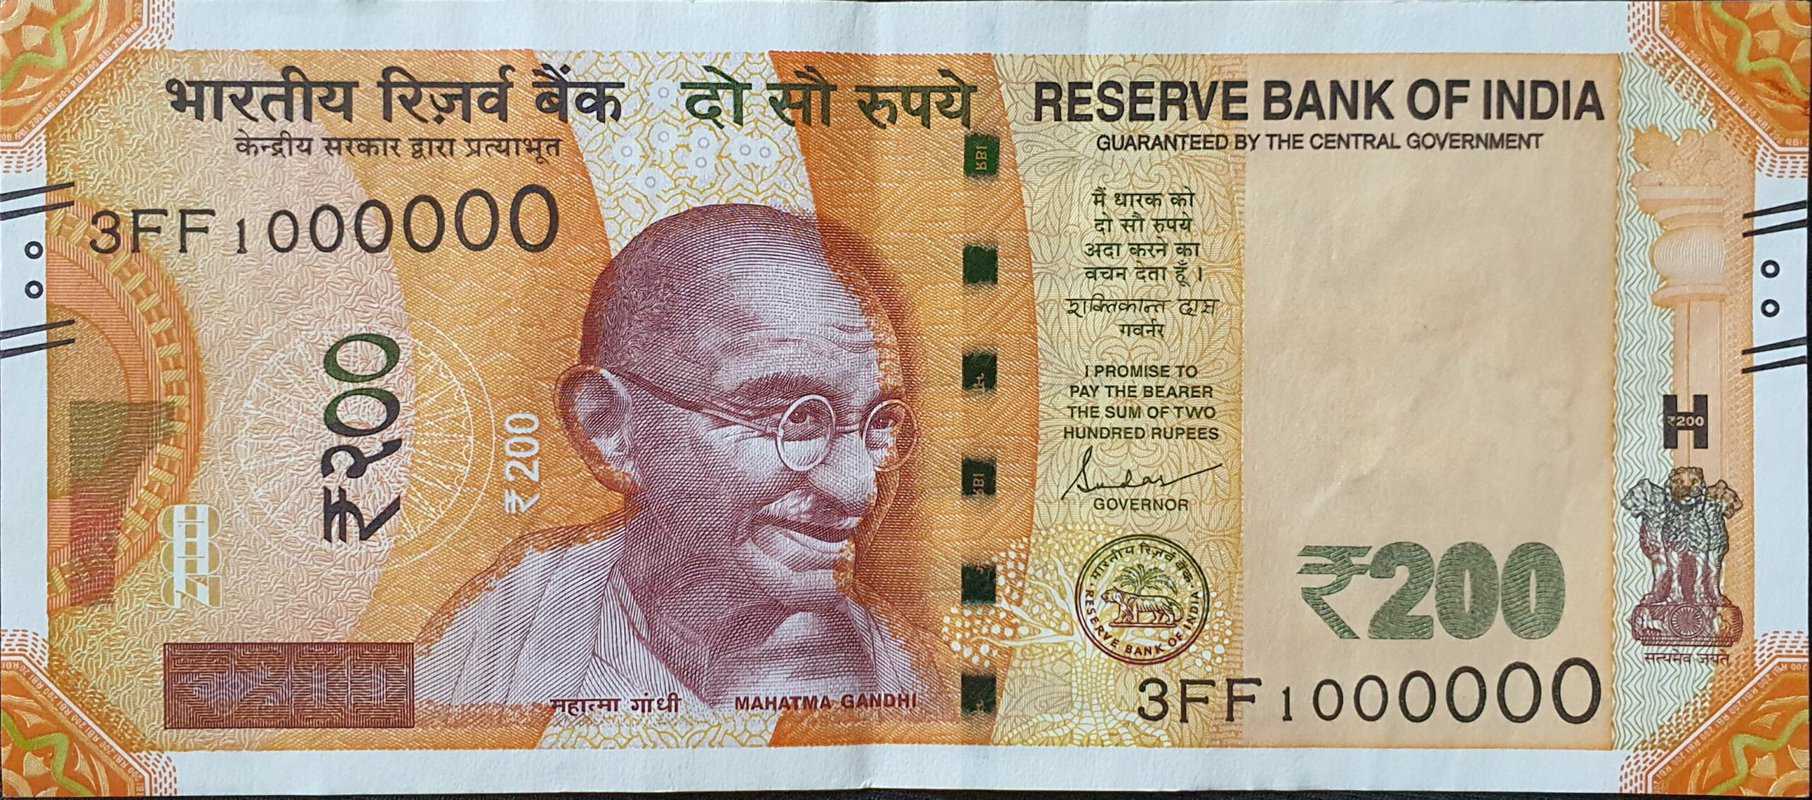 भारतीय रिज़र्व बैंक
केन्द्रीय सरकार द्वारा प्रत्याभूत
दो सौ रुपये
RESERVE BANK OF INDIA
GUARANTEED BY THE CENTRAL GOVERNMENT
3FF 1000000
RBI
मैं धारक को
दो सौ रुपये
अदा करने का
वचन देता हूँ ।
शक्तिकान्त दास
गवर्नर
I PROMISE TO
PAY THE BEARER
THE SUM OF TWO
HUNDRED RUPEES
GOVERNOR
₹२००
₹200
H
₹200
RBI
भारतीय रिज़र्व बैंक
RESERVE BANK OF INDIA
₹200
सत्यमेव जयते
₹200
महात्मा गांधी
MAHATMA GANDHI
3FF 1000000